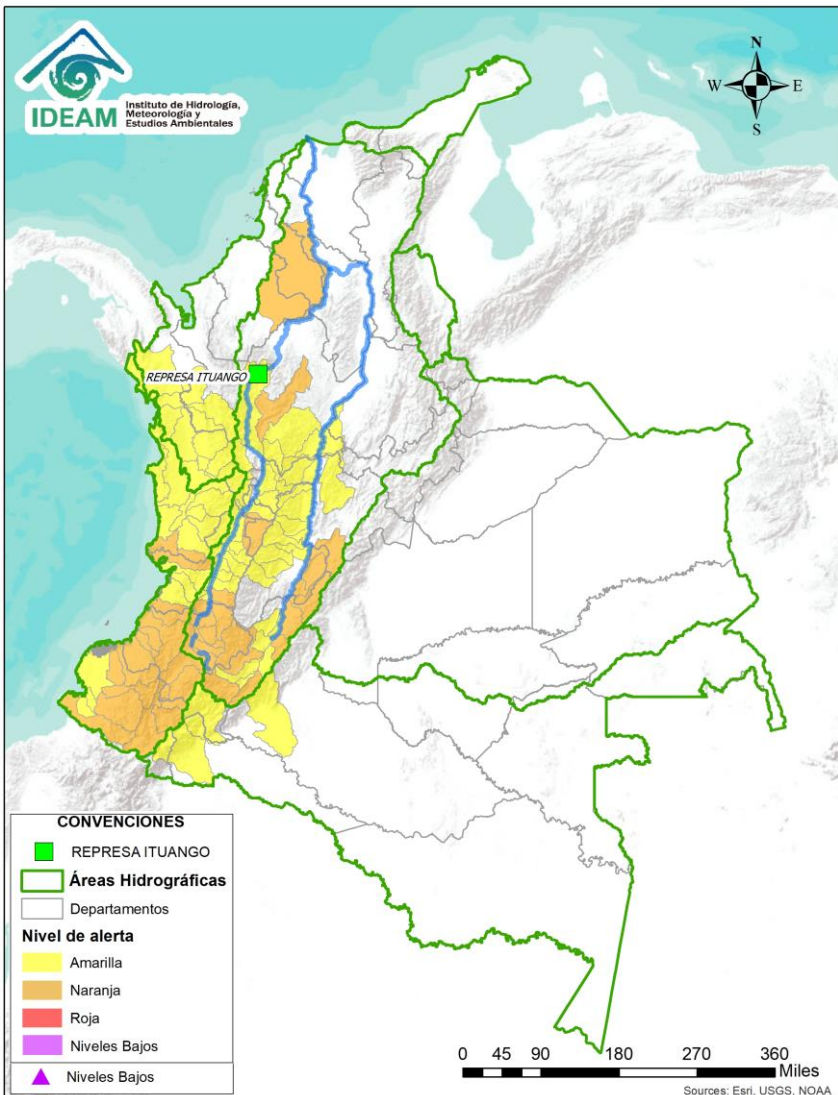 IDEAM
Instituto de Hidrología,
Meteorología y
Estudios Ambientales
N
W
E
S
REPRESA ITUANGO
CONVENCIONES
REPRESA ITUANGO
Áreas Hidrográficas
Departamentos
Nivel de alerta
Amarilla
Naranja
Roja
Niveles Bajos
Niveles Bajos
0 45 90 180 270 360
Miles
Sources: Esri, USGS, NOAA